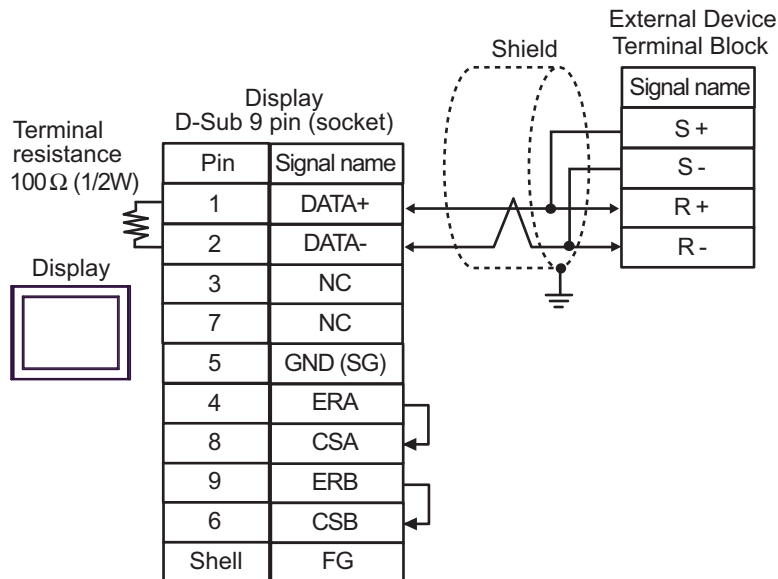 External Device
Terminal Block
Shield
Signal name
S +
S -
R +
R -
Display
D-Sub 9 pin (socket)
Terminal
resistance
100Ω (1/2W)
Pin Signal name
1 DATA+
2 DATA-
3 NC
7 NC
5 GND (SG)
4 ERA
8 CSA
9 ERB
6 CSB
Shell FG
Display